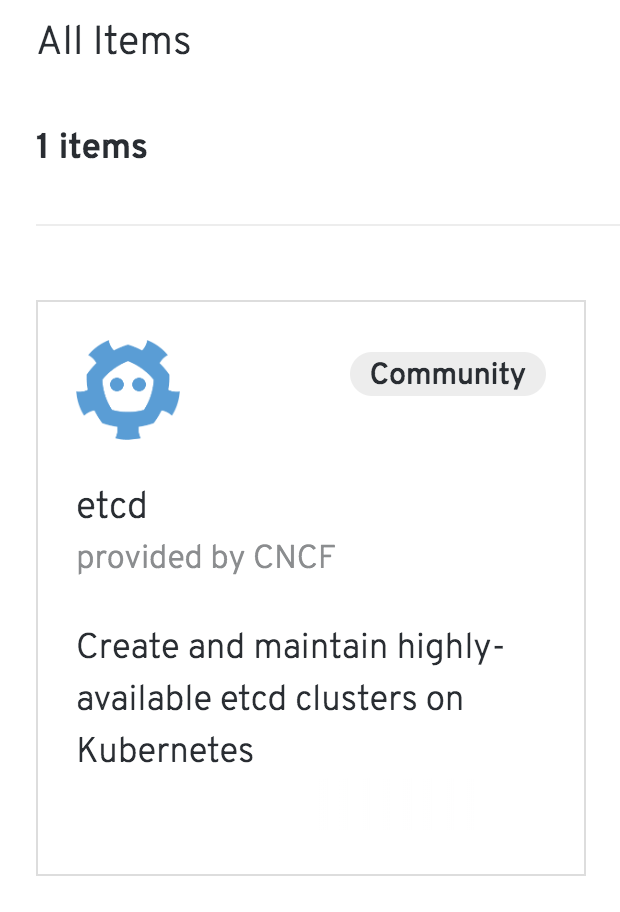 All Items
1 items
Community
etcd
provided by CNCF
Create and maintain highly-
available etcd clusters on
Kubernetes